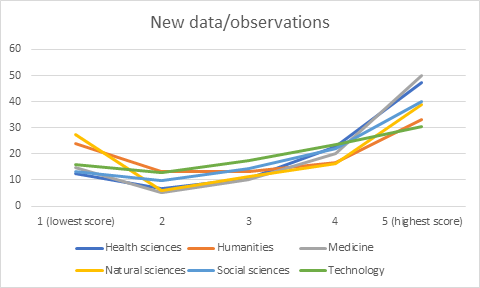 New data/observations
60
50
40
30
20
10
0
1 (lowest score) 2 3 4 5 (highest score)
Health sciences Humanities Medicine
Natural sciences Social sciences Technology